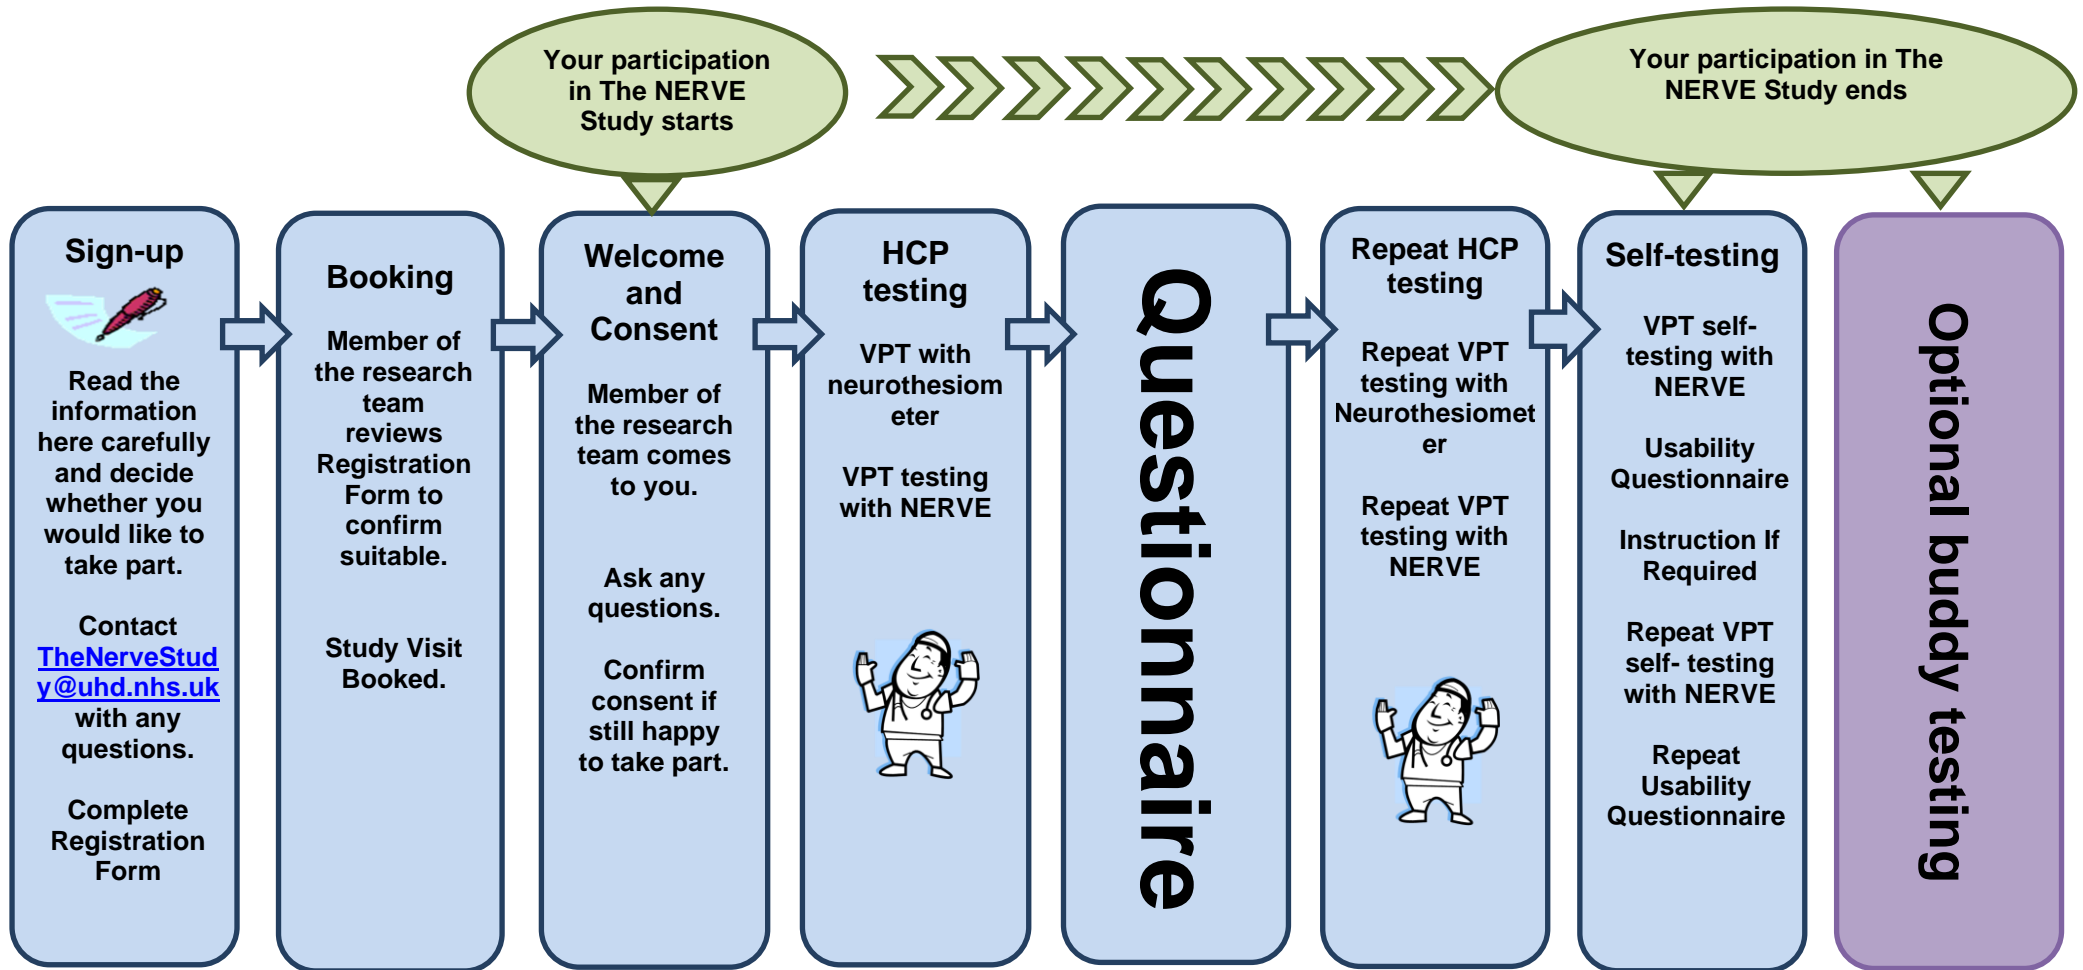 Your participation
in The NERVE
Study starts
Your participation in The
NERVE Study ends
Sign-up
Read the
information
here carefully
and decide
whether you
would like to
take part.
Contact
TheNerveStud
y@uhd.nhs.uk
with any
questions.
Complete
Registration
Form
Booking
Member of
the research
team
reviews
Registration
Form to
confirm
suitable.
Study Visit
Booked.
Welcome
and
Consent
Member of
the research
team comes
to you.
Ask any
questions.
Confirm
consent if
still happy
to take part.
HCP
testing
VPT with
neurothesiom
eter
VPT testing
with NERVE
Questionnaire
Repeat HCP
testing
Repeat VPT
testing with
Neurothesiomet
er
Repeat VPT
testing with
NERVE
Self-testing
VPT self-
testing with
NERVE
Usability
Questionnaire
Instruction If
Required
Repeat VPT
self- testing
with NERVE
Repeat
Usability
Questionnaire
Optional buddy testing